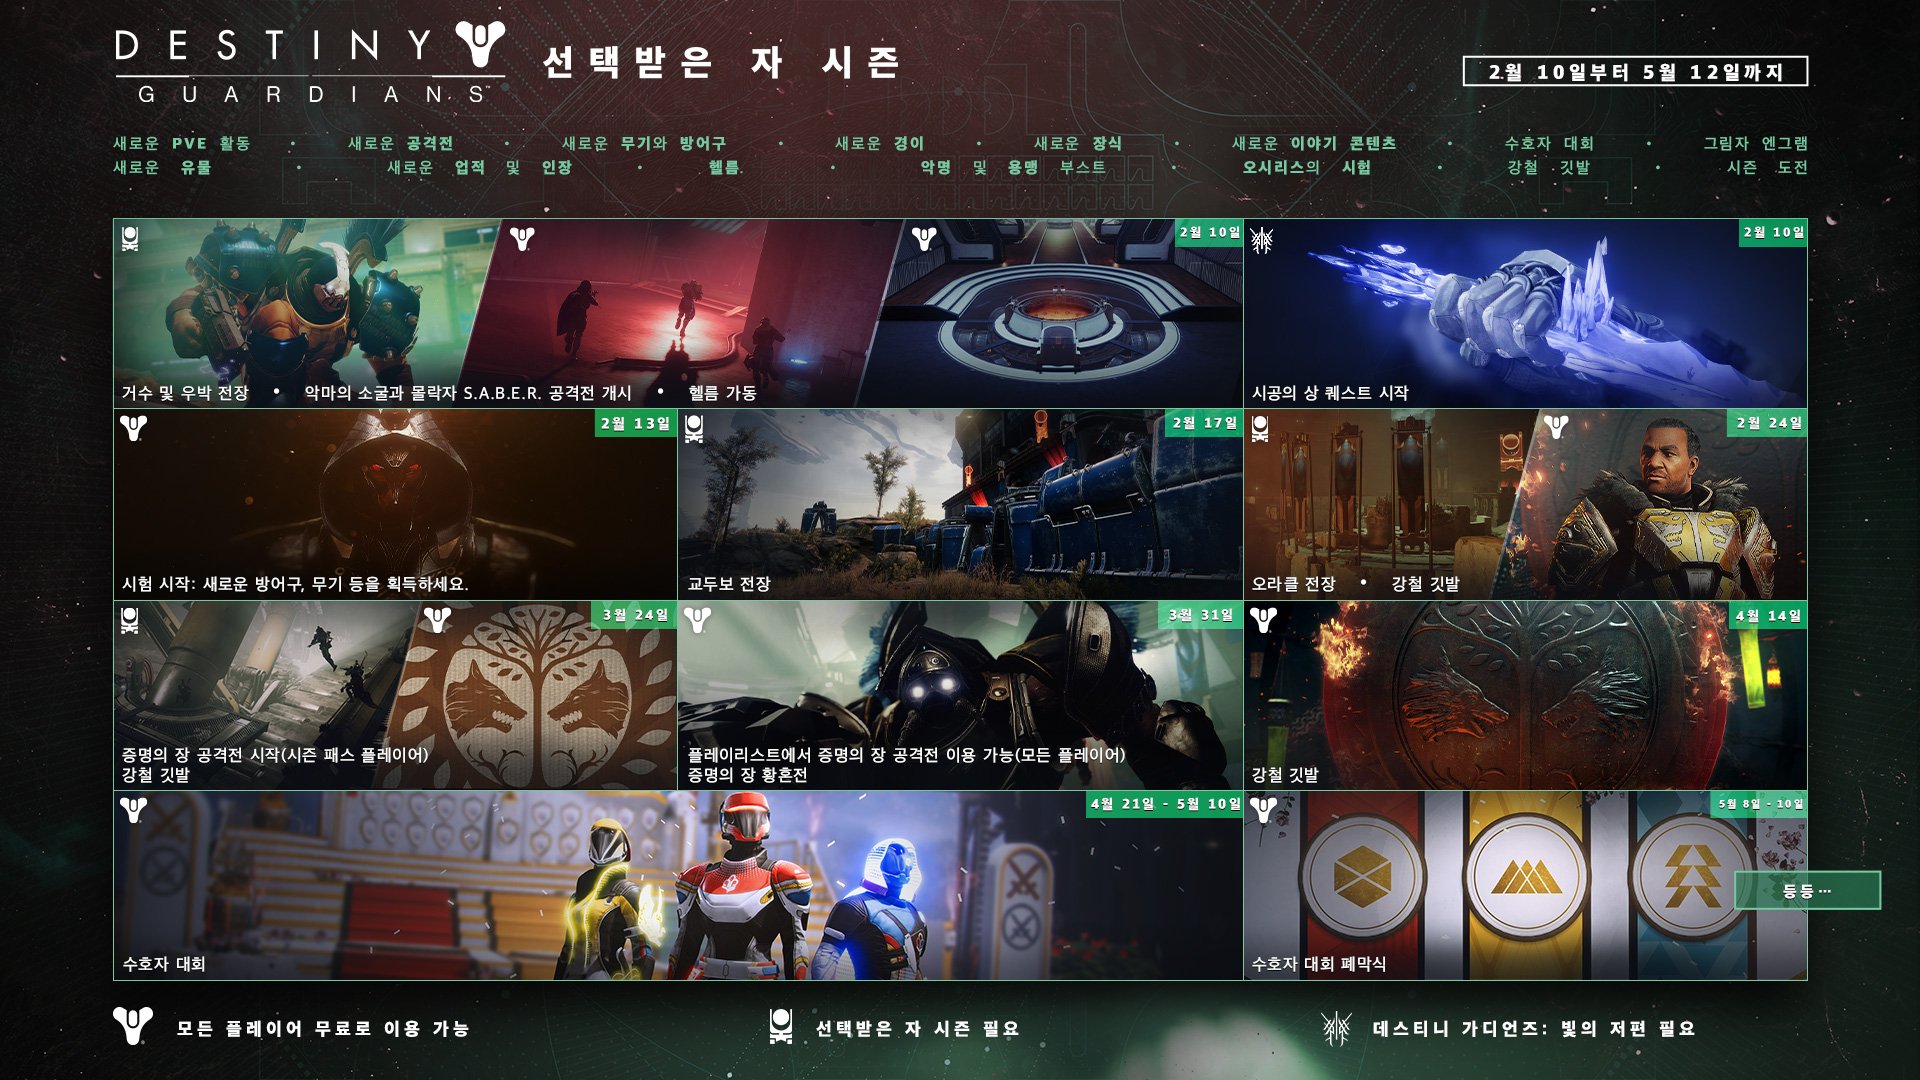 DESTINY
GUARDIANS
선택받은 자 시즌
2월 10일부터 5월 12일까지
새로운 PVE 활동 • 새로운 공격전 • 새로운 무기와 방어구 • 새로운 경이 • 새로운 장식 • 새로운 이야기 콘텐츠 • 수호자 대회 • 그림자 엔그램
새로운 유물 • 새로운 업적 및 인장 • 헬름 • 악명 및 용맹 부스트 • 오시리스의 시험 • 강철 깃발 • 시즌 도전
2월 10일
거수 및 우박 전장 • 악마의 소굴과 몰락자 S.A.B.E.R. 공격전 개시 • 헬름 가동
2월 10일
시공의 상 퀘스트 시작
2월 13일
시험 시작: 새로운 방어구, 무기 등을 획득하세요.
2월 17일
교두보 전장
2월 24일
오라클 전장 • 강철 깃발
3월 24일
증명의 장 공격전 시작(시즌 패스 플레이어)
강철 깃발
3월 31일
플레이리스트에서 증명의 장 공격전 이용 가능(모든 플레이어)
증명의 장 황혼전
4월 14일
강철 깃발
4월 21일 - 5월 10일
수호자 대회
5월 8일 - 10일
등등…
수호자 대회 폐막식
모든 플레이어 무료로 이용 가능
선택받은 자 시즌 필요
데스티니 가디언즈: 빛의 저편 필요